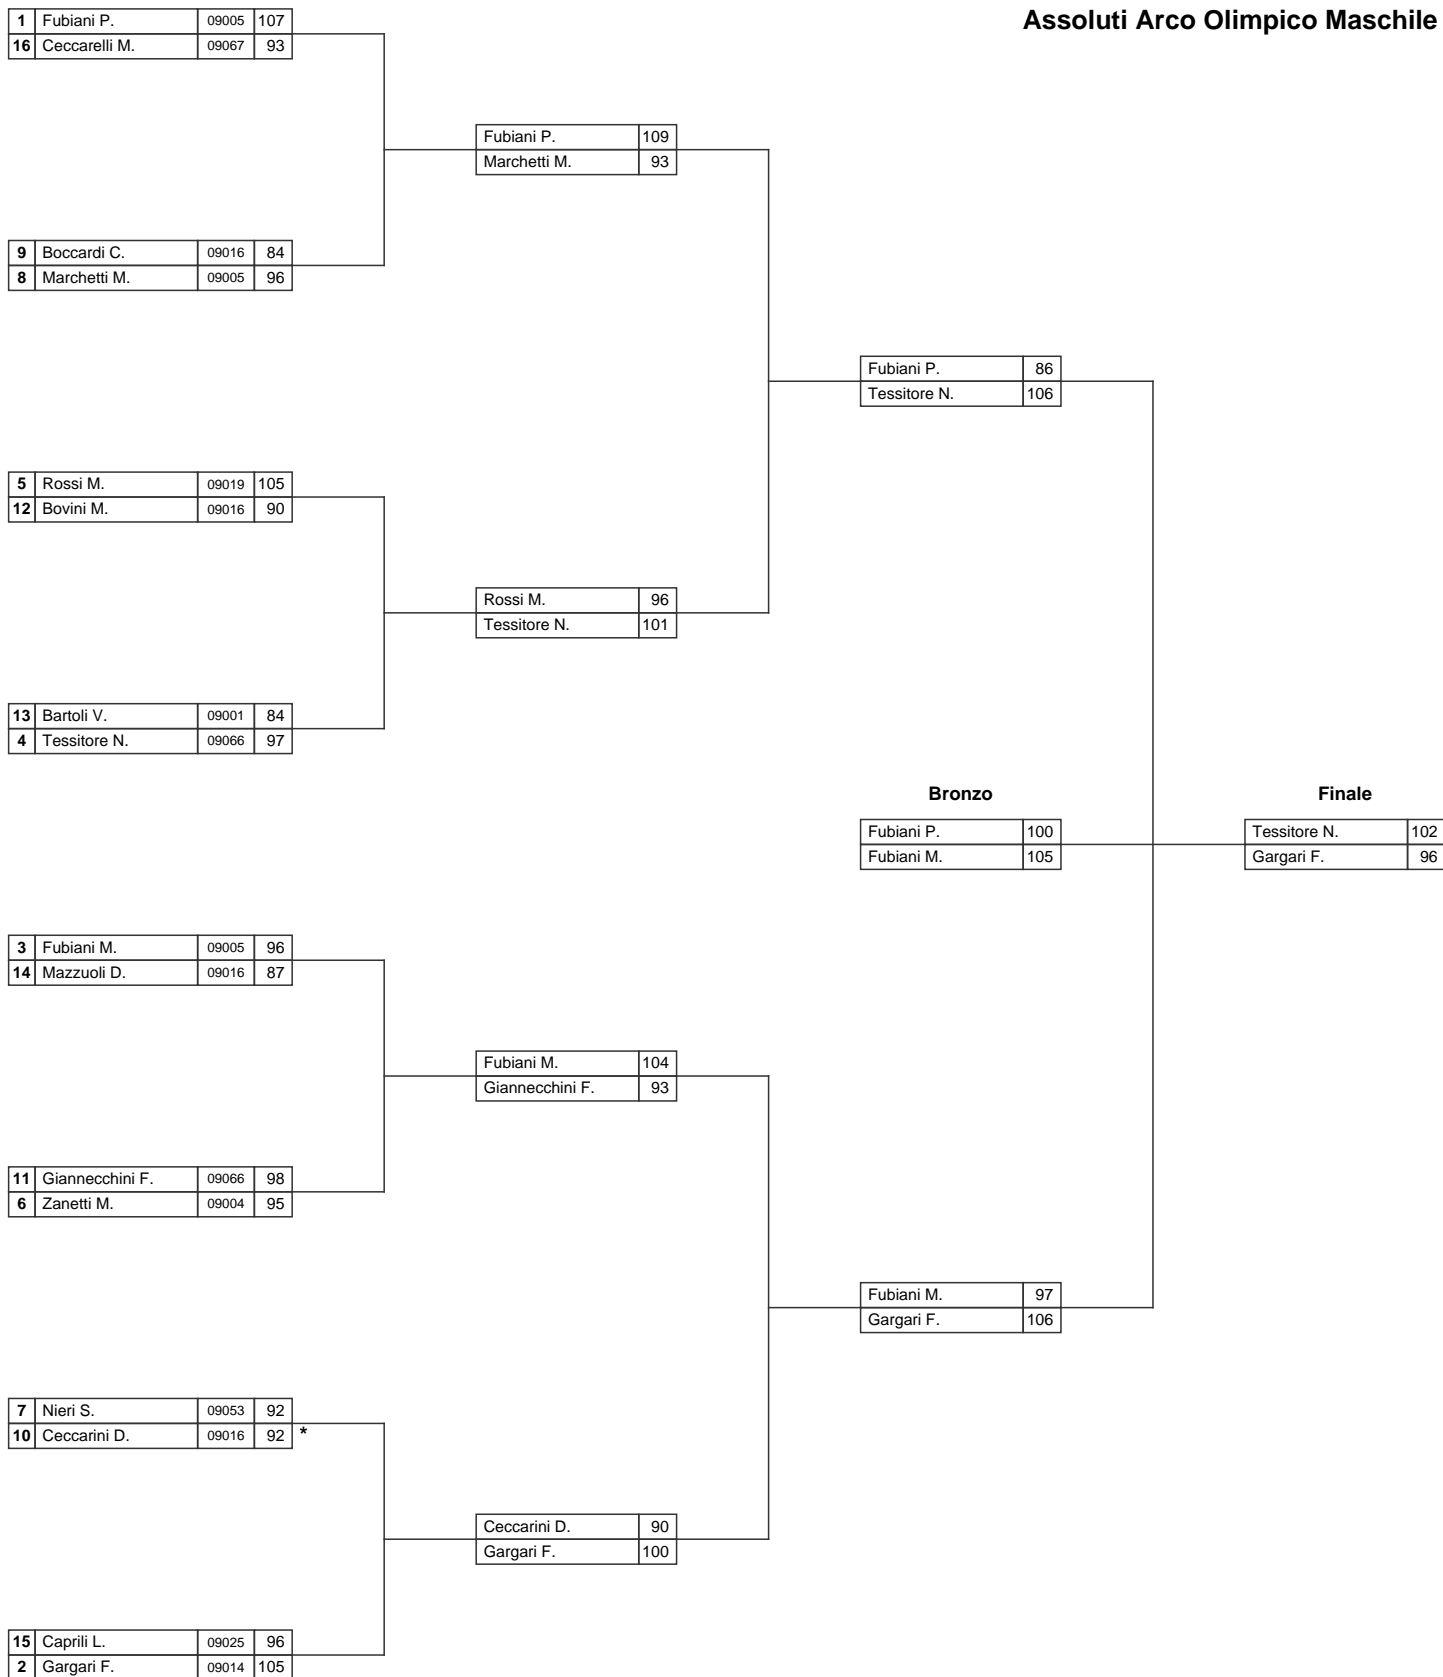 Assoluti Arco Olimpico Maschile
1 Fubiani P. 09005 107
16 Ceccarelli M. 09067 93
Fubiani P. 109
Marchetti M. 93
9 Boccardi C. 09016 84
8 Marchetti M. 09005 96
Fubiani P. 86
Tessitore N. 106
5 Rossi M. 09019 105
12 Bovini M. 09016 90
Rossi M. 96
Tessitore N. 101
13 Bartoli V. 09001 84
4 Tessitore N. 09066 97
Bronzo Finale
Fubiani P. 100 Tessitore N. 102
Fubiani M. 105 Gargari F. 96
3 Fubiani M. 09005 96
14 Mazzuoli D. 09016 87
Fubiani M. 104
Giannecchini F. 93
11 Giannecchini F. 09066 98
6 Zanetti M. 09004 95
Fubiani M. 97
Gargari F. 106
7 Nieri S. 09053 92
10 Ceccarini D. 09016 92 *
Ceccarini D. 90
Gargari F. 100
15 Caprili L. 09025 96
2 Gargari F. 09014 105